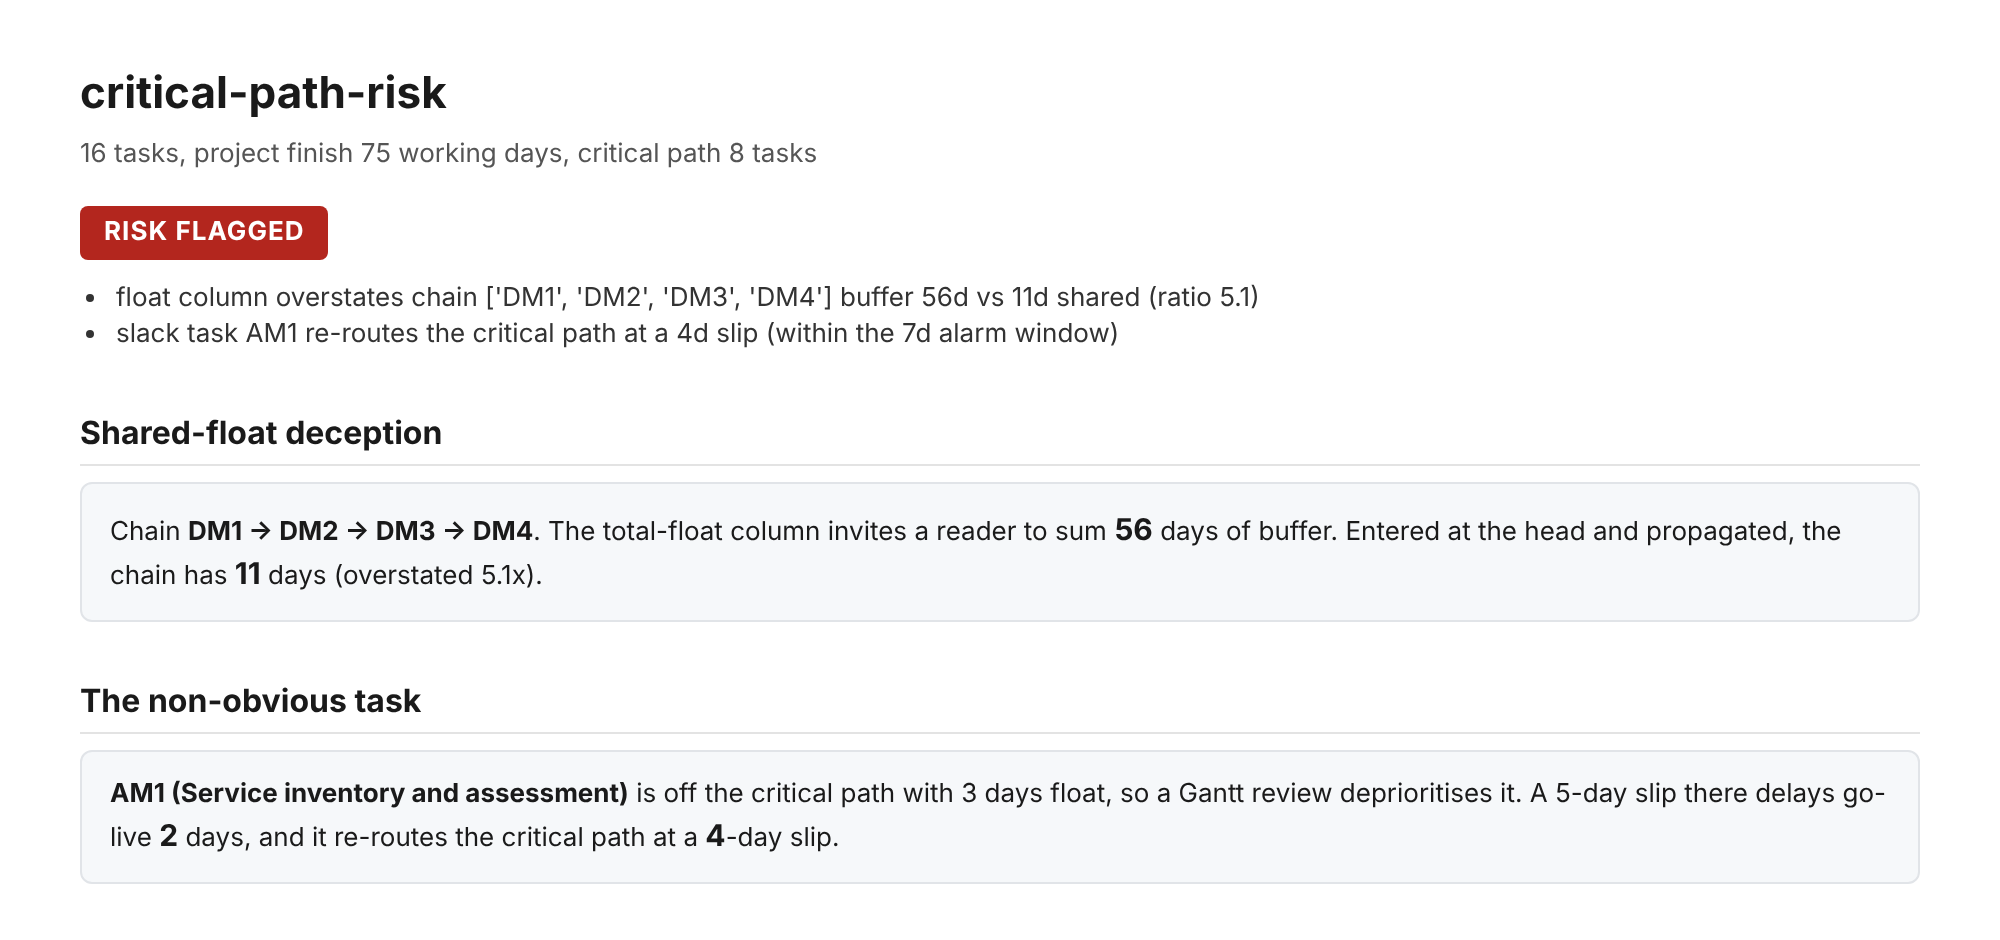 critical-path-risk
16 tasks, project finish 75 working days, critical path 8 tasks
RISK FLAGGED
• float column overstates chain ['DM1', 'DM2', 'DM3', 'DM4'] buffer 56d vs 11d shared (ratio 5.1)
• slack task AM1 re-routes the critical path at a 4d slip (within the 7d alarm window)
Shared-float deception
Chain DM1 → DM2 → DM3 → DM4. The total-float column invites a reader to sum 56 days of buffer. Entered at the head and propagated, the
chain has 11 days (overstated 5.1x).
The non-obvious task
AM1 (Service inventory and assessment) is off the critical path with 3 days float, so a Gantt review deprioritises it. A 5-day slip there delays go-
live 2 days, and it re-routes the critical path at a 4-day slip.